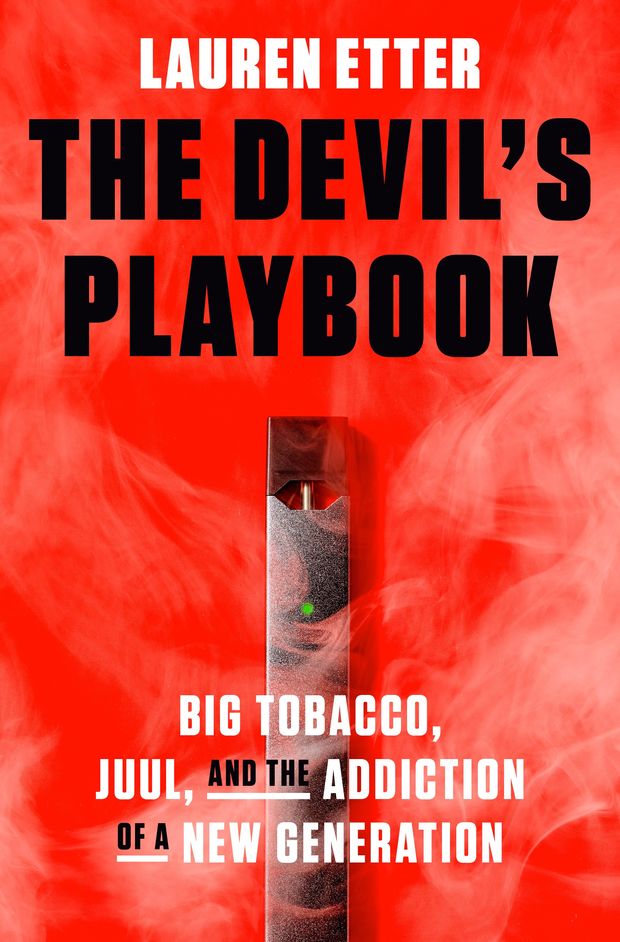 LAUREN ETTER
THE DEVIL'S
PLAYBOOK
BIG TOBACCO,
JUUL, AND THE ADDICTION
OF A NEW GENERATION